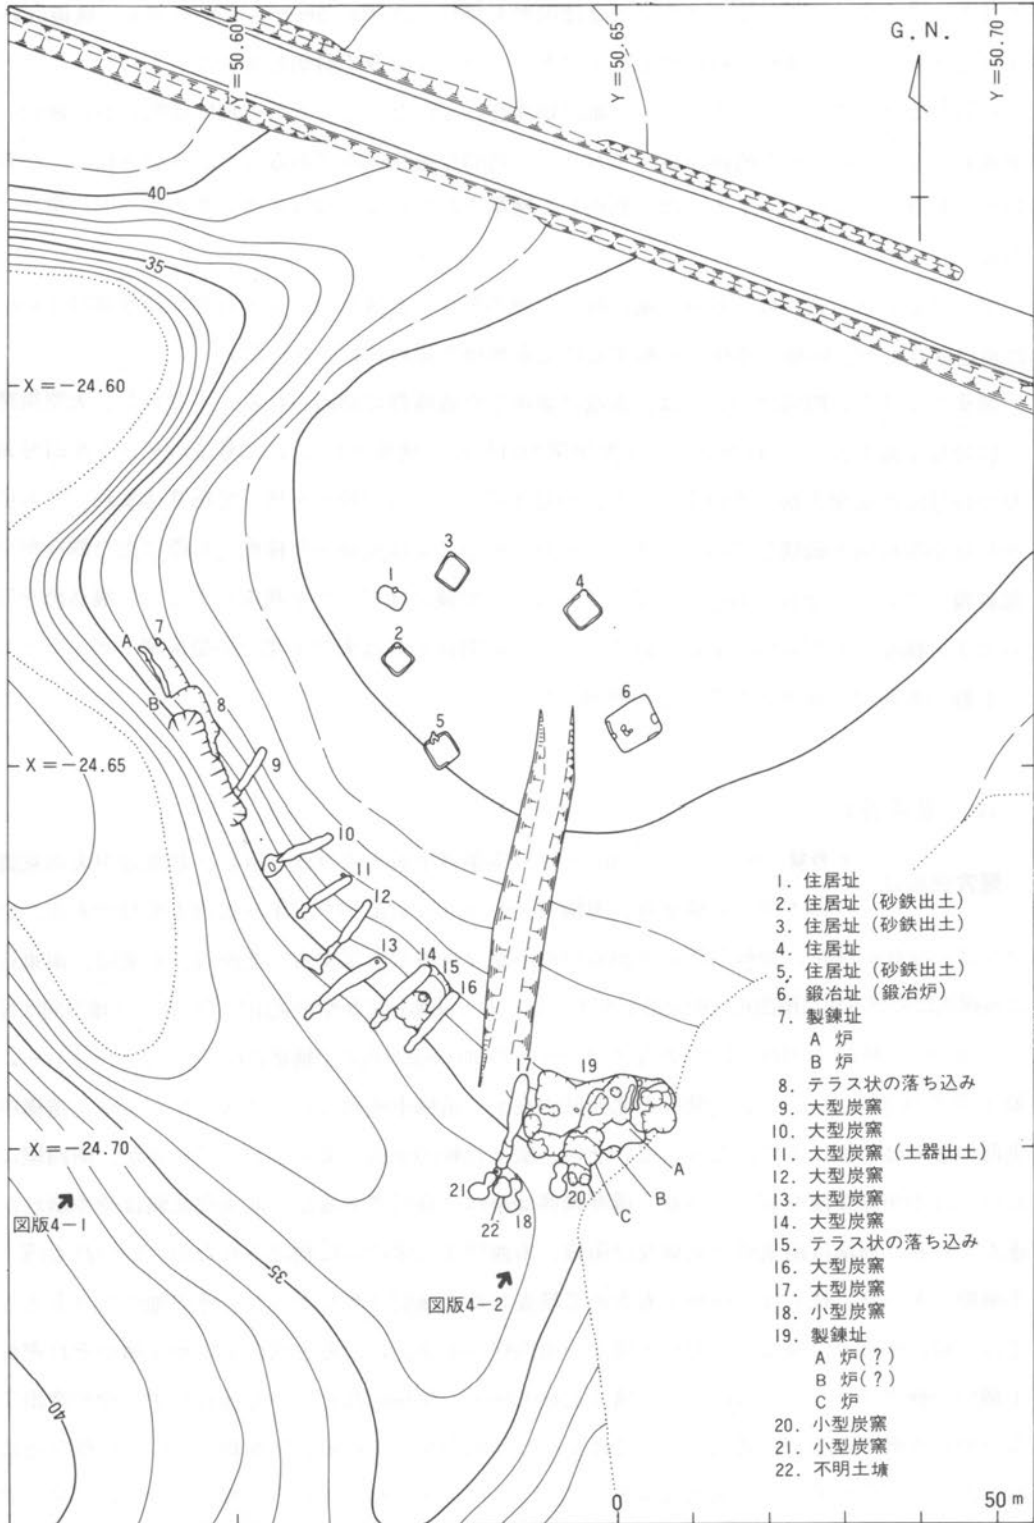 Y=50.60
Y=50.65
G. N.
Y=50.70
40
35
X=-24.60
3
1
4
2
7
A
8
6
B
5
X=-24.65
9
10
11
12
13
14
15
16
17
19
X=-24.70
A
B
C
20
21
22
18
図版4-1
図版4-2
35
40
1. 住居址
2. 住居址 (砂鉄出土)
3. 住居址 (砂鉄出土)
4. 住居址
5. 住居址 (砂鉄出土)
6. 鍛冶址 (鍛冶炉)
7. 製錬址
A 炉
B 炉
8. テラス状の落ち込み
9. 大型炭窯
10. 大型炭窯
11. 大型炭窯 (土器出土)
12. 大型炭窯
13. 大型炭窯
14. 大型炭窯
15. テラス状の落ち込み
16. 大型炭窯
17. 大型炭窯
18. 小型炭窯
19. 製錬址
A 炉(?)
B 炉(?)
C 炉
20. 小型炭窯
21. 小型炭窯
22. 不明土壙
0
50 m